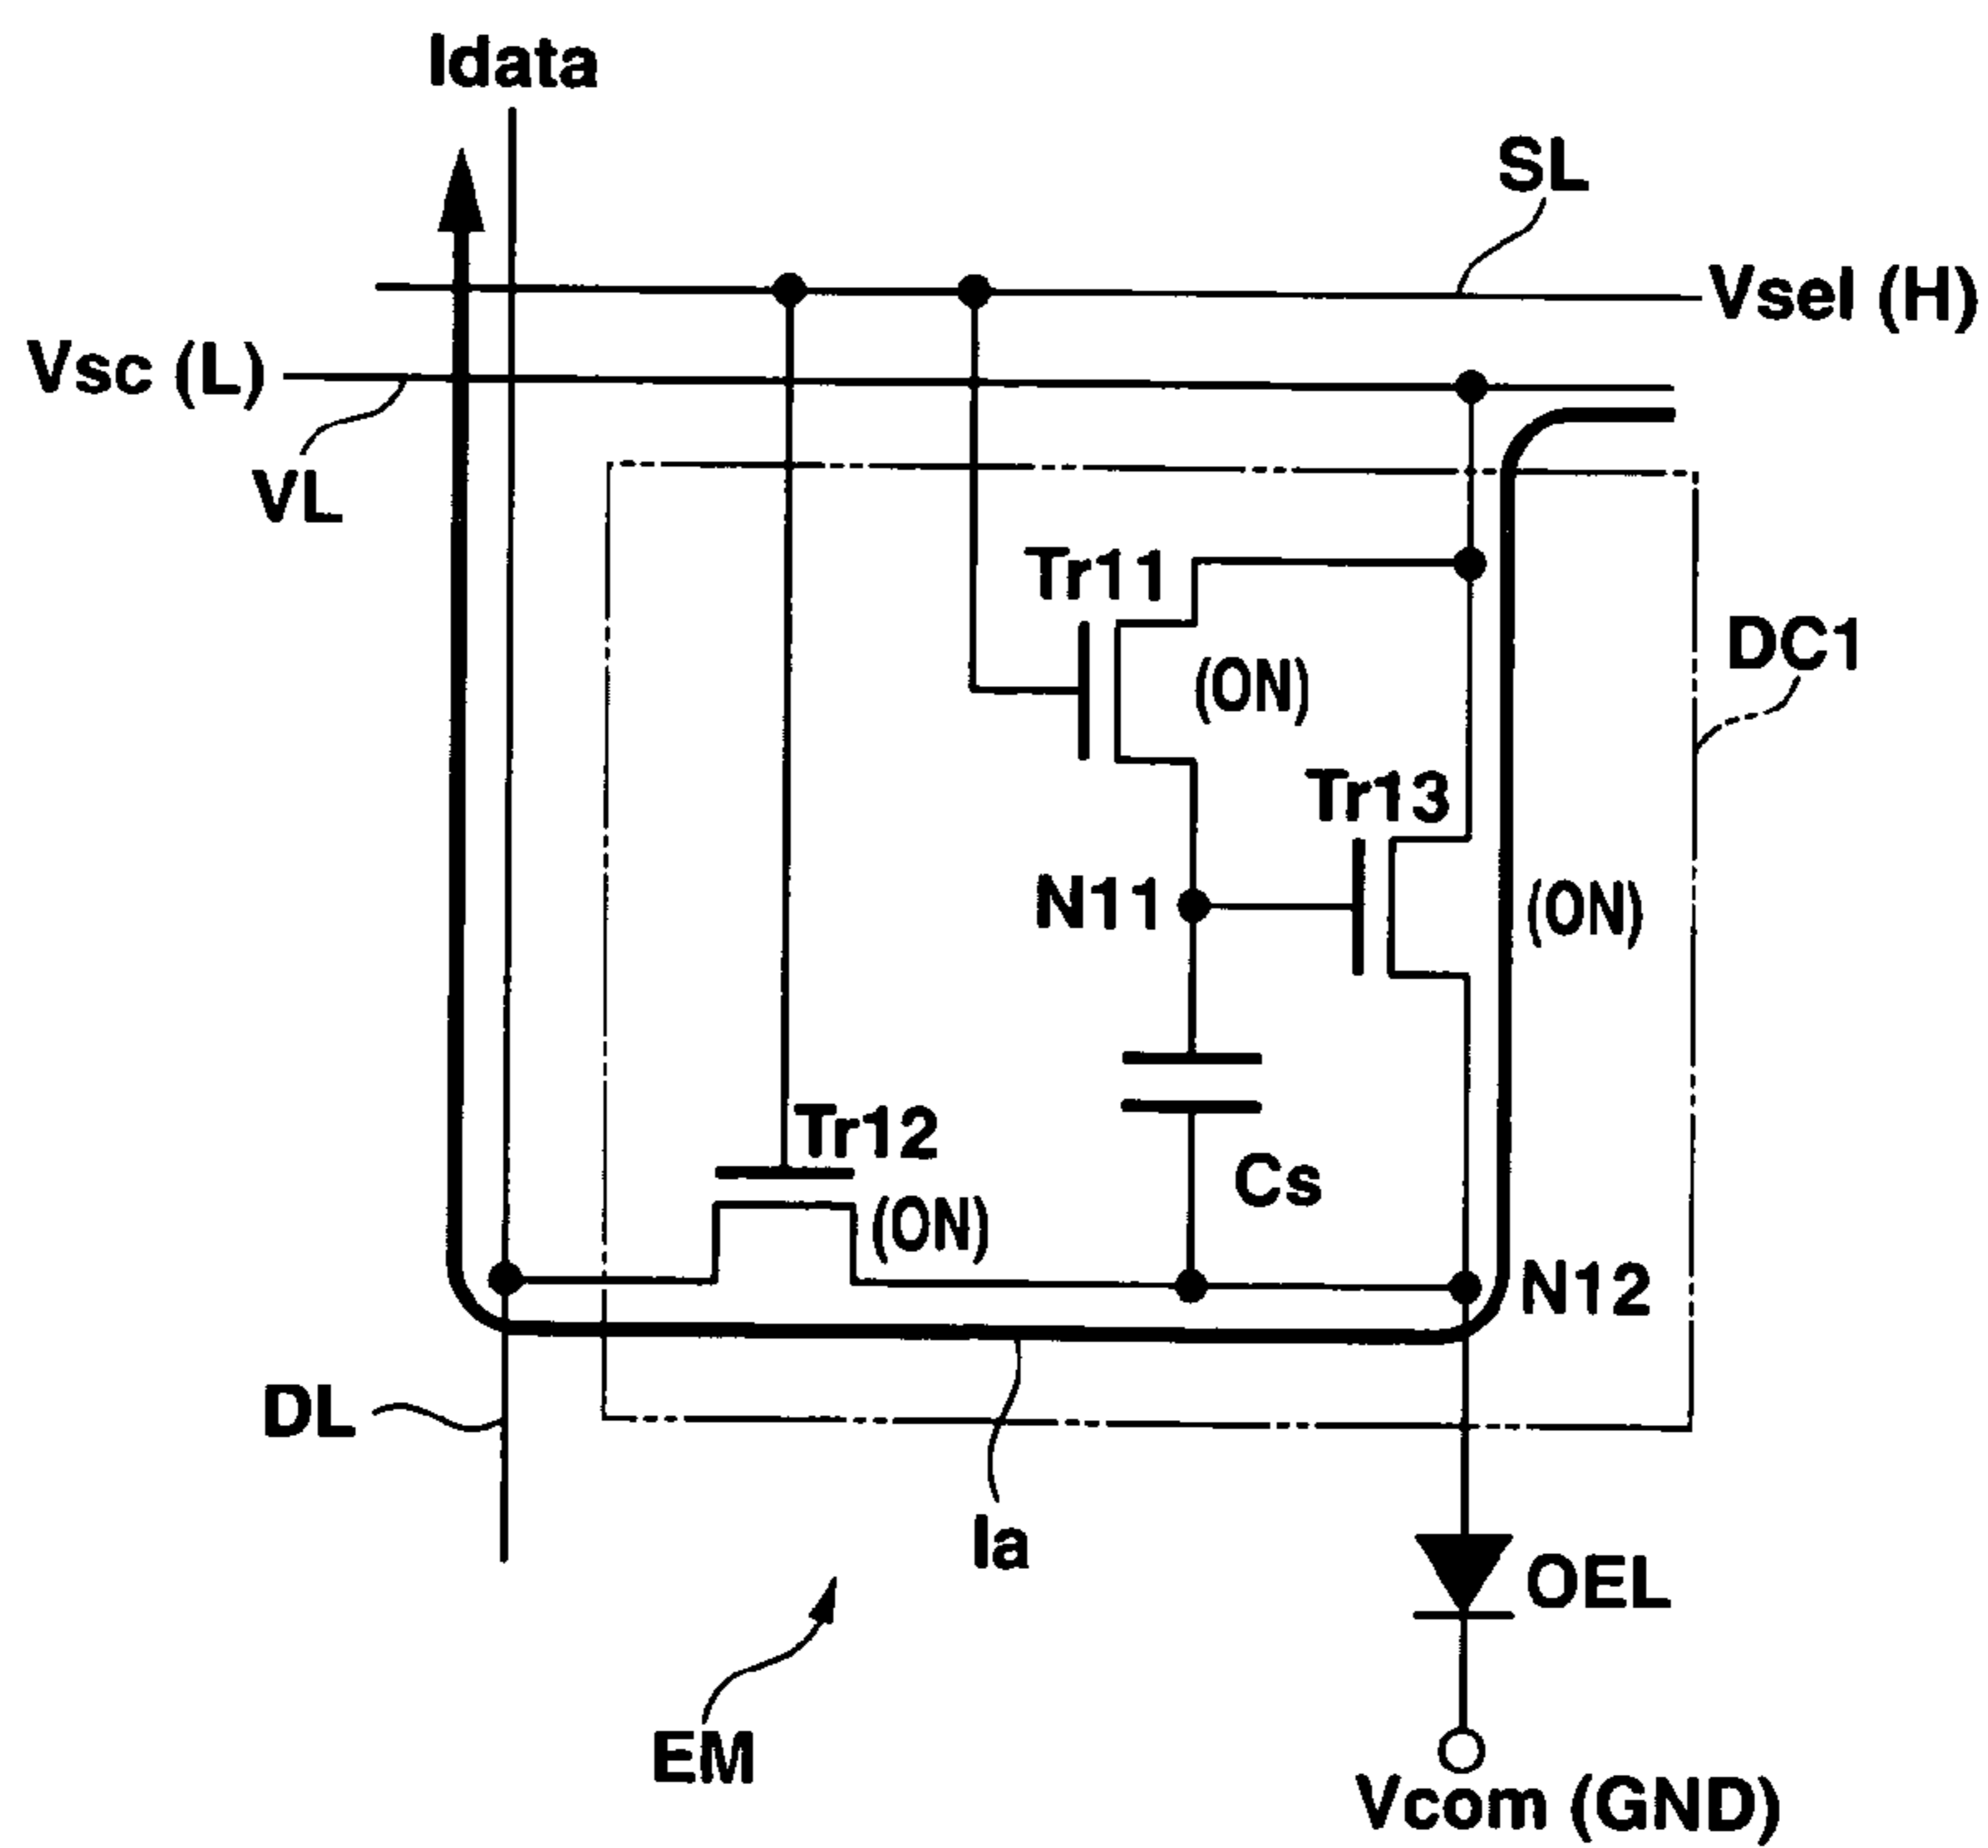 Idata
SL
Vsel (H)
Vsc (L)
VL
Tr11
(ON)
DC1
Tr13
N11
(ON)
Tr12
(ON)
Cs
N12
DL
Ia
OEL
EM
Vcom (GND)